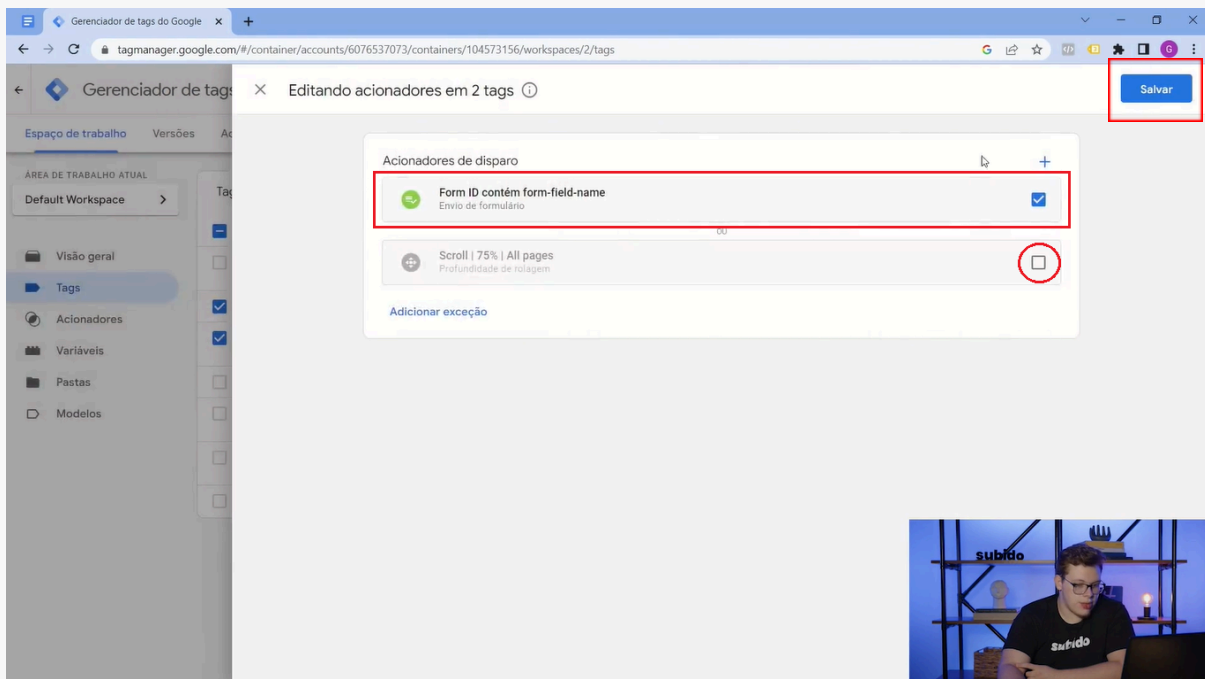 Gerenciador de tags do Google
tagmanager.google.com/#/container/accounts/6076537073/containers/104573156/workspaces/2/tags
G
Gerenciador de tags
Editando acionadores em 2 tags
Salvar
Espaço de trabalho
Versões
Ad
ÁREA DE TRABALHO ATUAL
Default Workspace
Tag
Visão geral
Tags
Acionadores
Variáveis
Pastas
Modelos
Acionadores de disparo
Form ID contém form-field-name
Envio de formulário
OU
Scroll | 75% | All pages
Profundidade de rolagem
Adicionar exceção
subido
subido